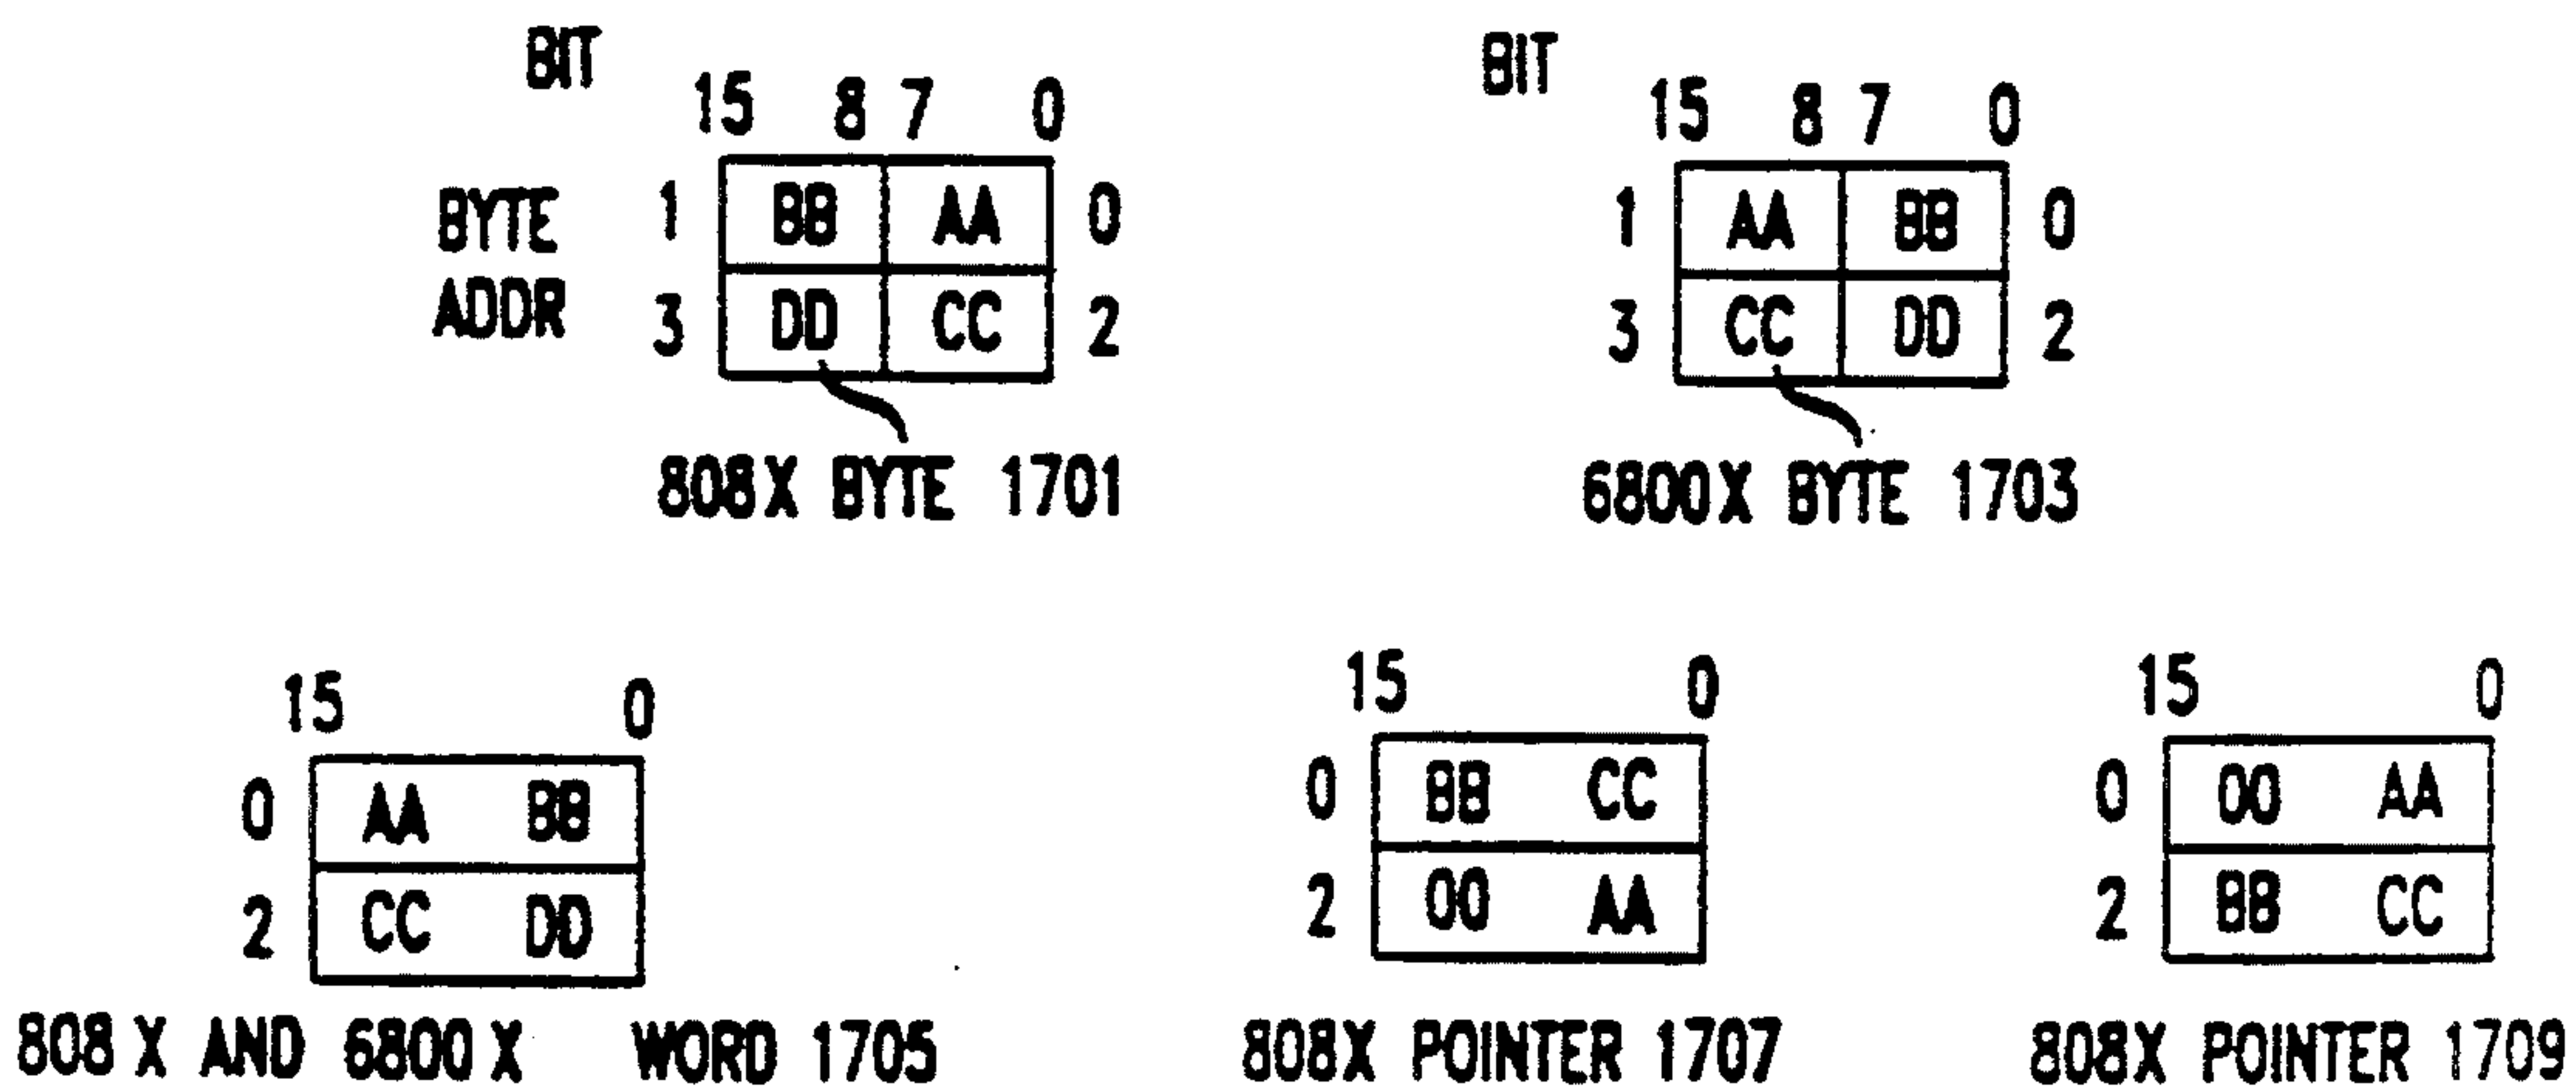 BIT
15 8 7 0
BYTE ADDR
1 BB AA 0
3 DD CC 2
808X BYTE 1701
BIT
15 8 7 0
1 AA BB 0
3 CC DD 2
6800X BYTE 1703
15 0
0 AA BB
2 CC DD
808X AND 6800X WORD 1705
15 0
0 BB CC
2 00 AA
808X POINTER 1707
15 0
0 00 AA
2 BB CC
808X POINTER 1709